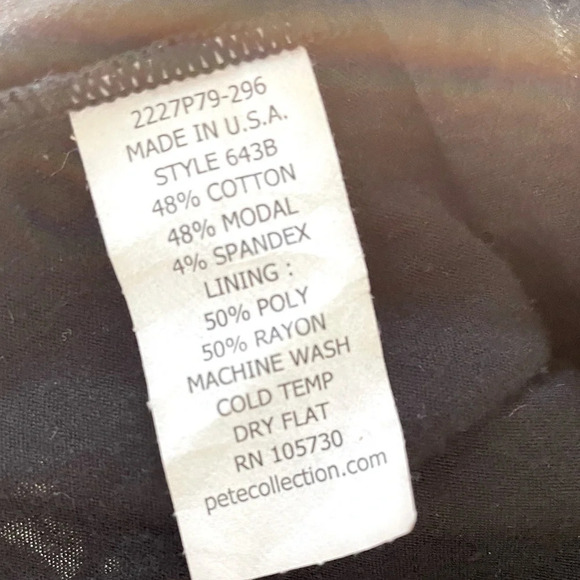 2227P79-296
MADE IN U.S.A.
STYLE 643B
48% COTTON
48% MODAL
4% SPANDEX
LINING :
50% POLY
50% RAYON
MACHINE WASH
COLD TEMP
DRY FLAT
RN 105730
petecollection.com